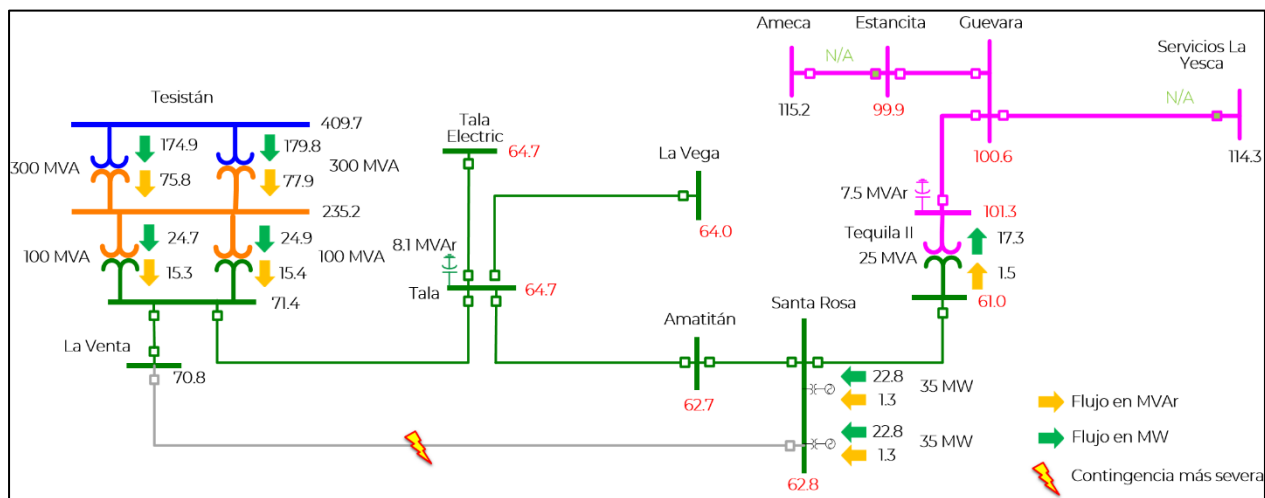 Tesistán
409.7
174.9
179.8
300 MVA
300 MVA
75.8
77.9
235.2
24.7
24.9
100 MVA
100 MVA
15.3
15.4
71.4
La Venta
70.8
Tala
Electric
64.7
La Vega
64.0
8.1 MVAr
Tala
64.7
Amatitán
62.7
Santa Rosa
22.8
35 MW
1.3
22.8
35 MW
1.3
62.8
Ameca
N/A
115.2
Estancita
99.9
Guevara
100.6
Servicios La
Yesca
N/A
114.3
7.5 MVAr
101.3
Tequila II
17.3
25 MVA
1.5
61.0
Flujo en MVAr
Flujo en MW
Contingencia más severa